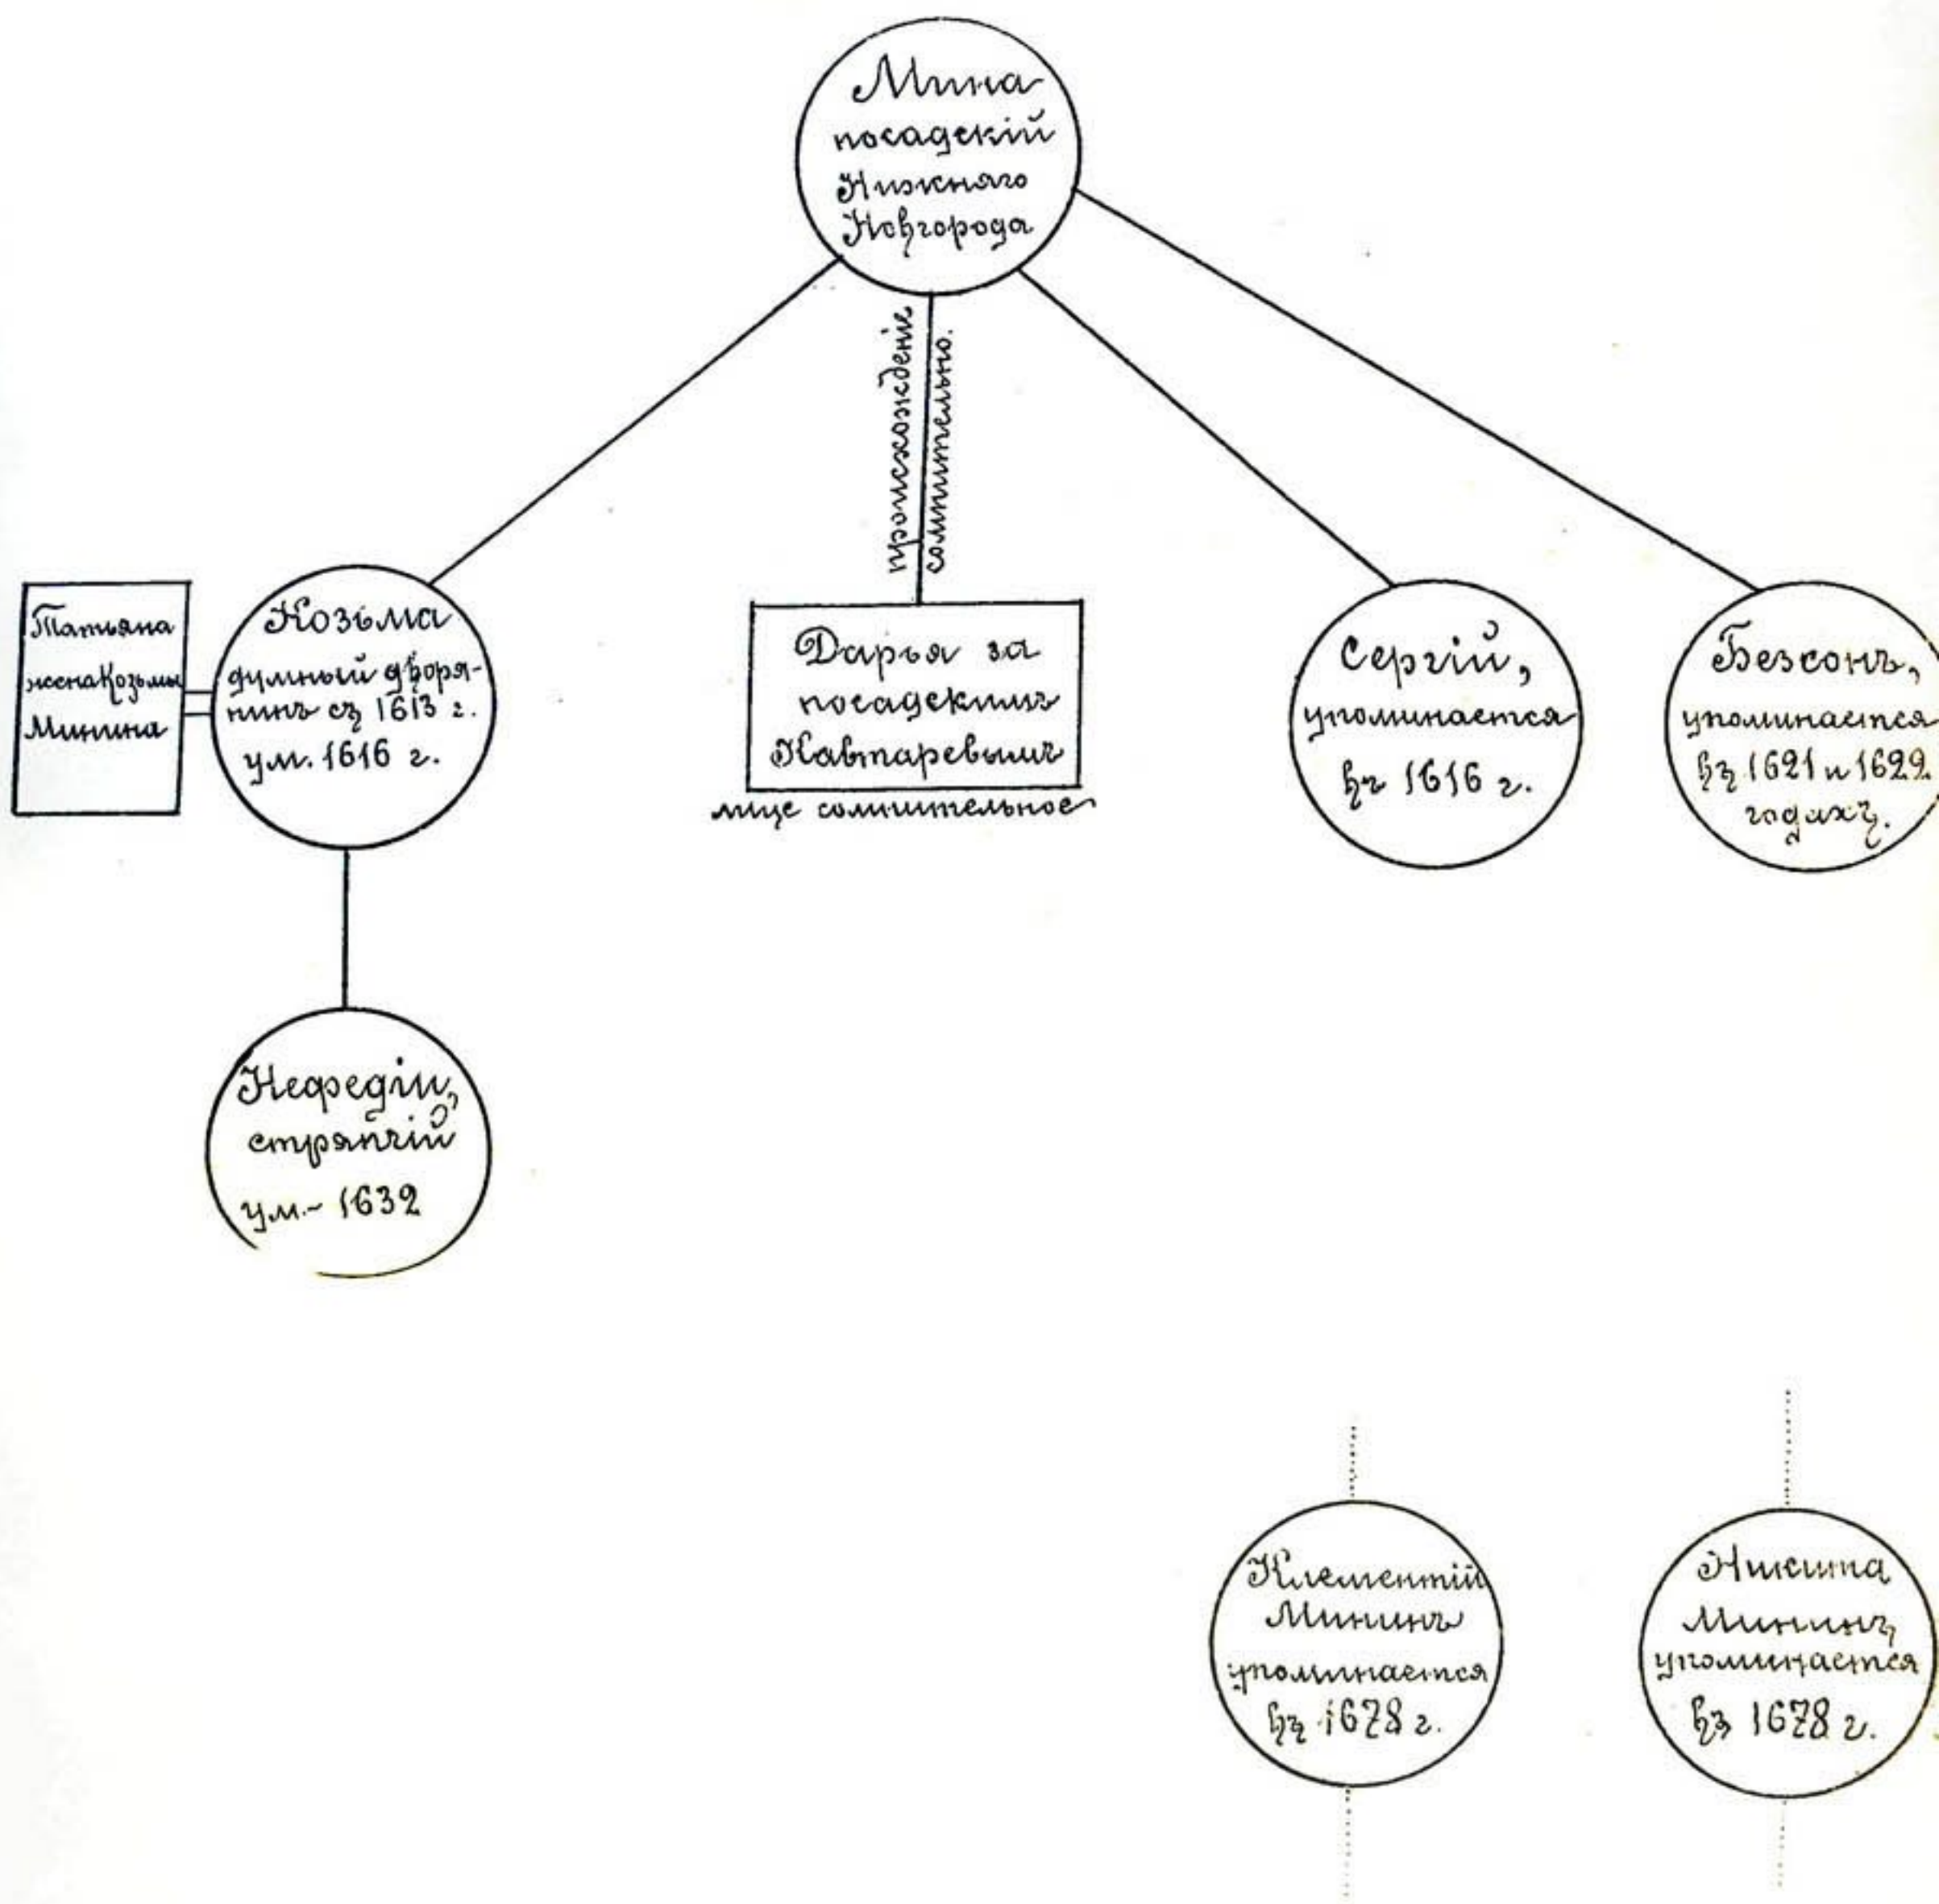 Мина
посадскій
Нижняго
Новгорода
происхожденіе
сомнительно.
Татьяна
жена Козьмы
Минина
Козьма
думный дворя-
нинъ съ 1613 г.
ум. 1616 г.
Дарья за
посадскимъ
Кавтаревымъ
лице сомнительное
Сергій,
упоминается
въ 1616 г.
Безсонъ,
упоминается
въ 1621 и 1622
годахъ.
Нефедій,
стряпчій
ум.- 1632
Клементій
Мининъ
упоминается
въ 1678 г.
Никита
Мининъ,
упоминается
въ 1678 г.